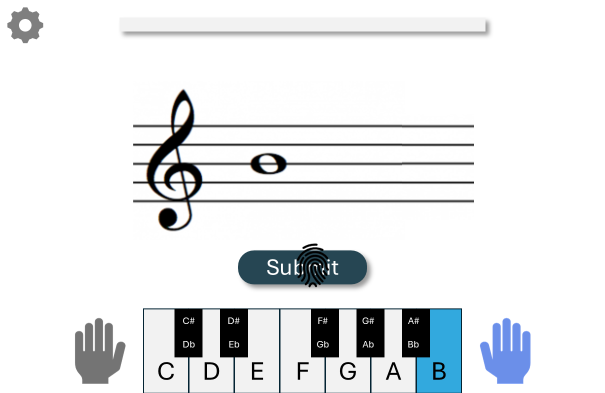 Submit
C# D# F# G# A#
Db Eb Gb Ab Bb
C D E F G A B